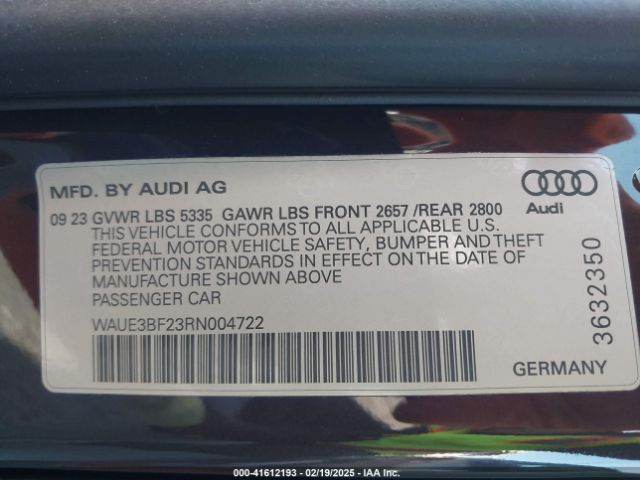 MFD. BY AUDI AG
09 23 GVWR LBS 5335 GAWR LBS FRONT 2657 /REAR 2800
THIS VEHICLE CONFORMS TO ALL APPLICABLE U.S.
FEDERAL MOTOR VEHICLE SAFETY, BUMPER AND THEFT
PREVENTION STANDARDS IN EFFECT ON THE DATE OF
MANUFACTURE SHOWN ABOVE
PASSENGER CAR
WAUE3BF23RN004722
Audi
3632350
GERMANY
000-41612193 - 02/19/2025 - IAA Inc.